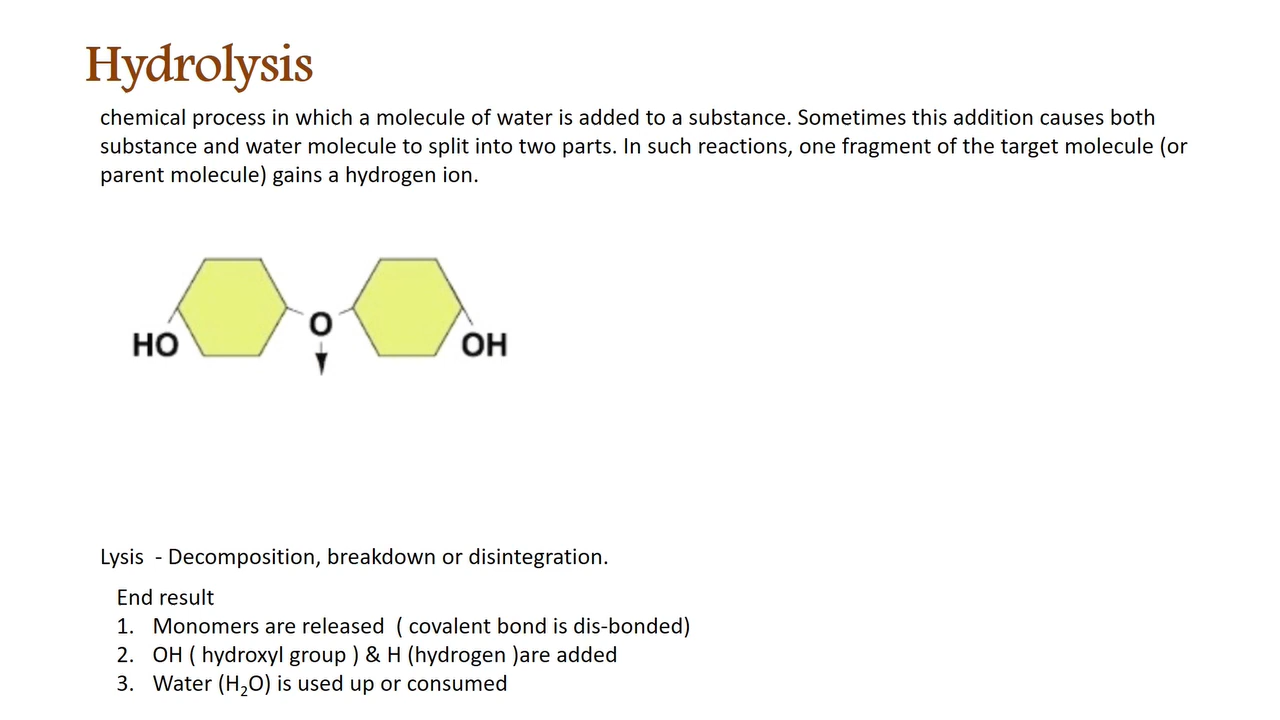 Hydrolysis
chemical process in which a molecule of water is added to a substance. Sometimes this addition causes both
substance and water molecule to split into two parts. In such reactions, one fragment of the target molecule (or
parent molecule) gains a hydrogen ion.
HO O OH
Lysis - Decomposition, breakdown or disintegration.
End result
1. Monomers are released ( covalent bond is dis-bonded)
2. OH ( hydroxyl group ) & H (hydrogen )are added
3. Water (H₂O) is used up or consumed